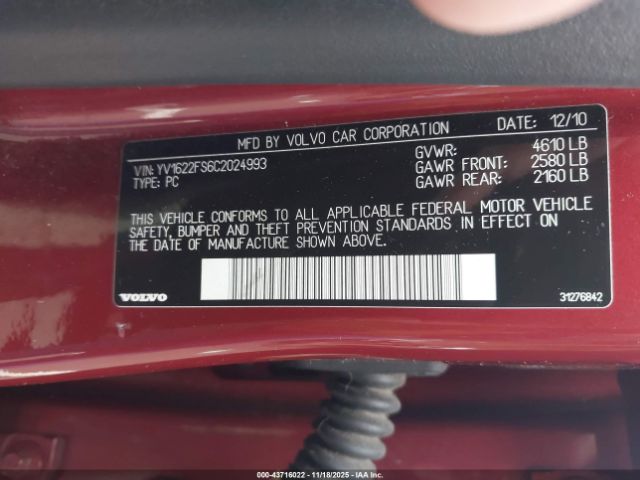 MFD BY VOLVO CAR CORPORATION DATE: 12/10
VIN: YV1622FS6C2024993
TYPE: PC
GVWR: 4610 LB
GAWR FRONT: 2580 LB
GAWR REAR: 2160 LB
THIS VEHICLE CONFORMS TO ALL APPLICABLE FEDERAL MOTOR VEHICLE
SAFETY, BUMPER AND THEFT PREVENTION STANDARDS IN EFFECT ON
THE DATE OF MANUFACTURE SHOWN ABOVE.
VOLVO 31276842
000-43716022 - 11/18/2025 - IAAI.com